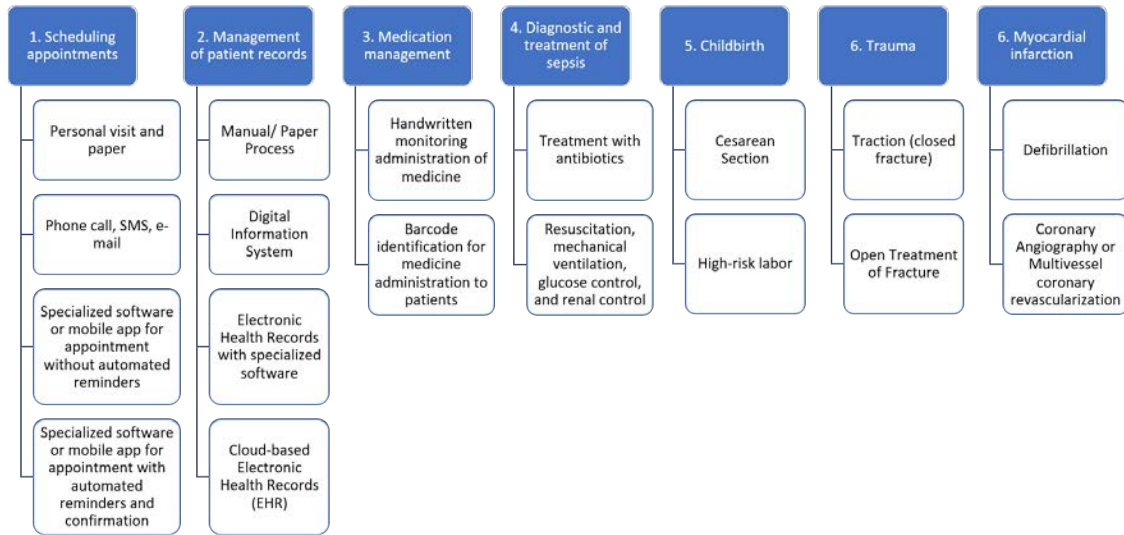 1. Scheduling
appointments
Personal visit and
paper
Phone call, SMS, e-
mail
Specialized software
or mobile app for
appointment
without automated
reminders
Specialized software
or mobile app for
appointment with
automated
reminders and
confirmation
2. Management
of patient records
Manual/ Paper
Process
Digital
Information
System
Electronic
Health Records
with specialized
software
Cloud-based
Electronic
Health Records
(EHR)
3. Medication
management
Handwritten
monitoring
administration of
medicine
Barcode
identification for
medicine
administration to
patients
4. Diagnostic and
treatment of
sepsis
Treatment with
antibiotics
Resuscitation,
mechanical
ventilation,
glucose control,
and renal control
5. Childbirth
Cesarean
Section
High-risk labor
6. Trauma
Traction (closed
fracture)
Open Treatment
of Fracture
6. Myocardial
infarction
Defibrillation
Coronary
Angiography or
Multivessel
coronary
revascularization